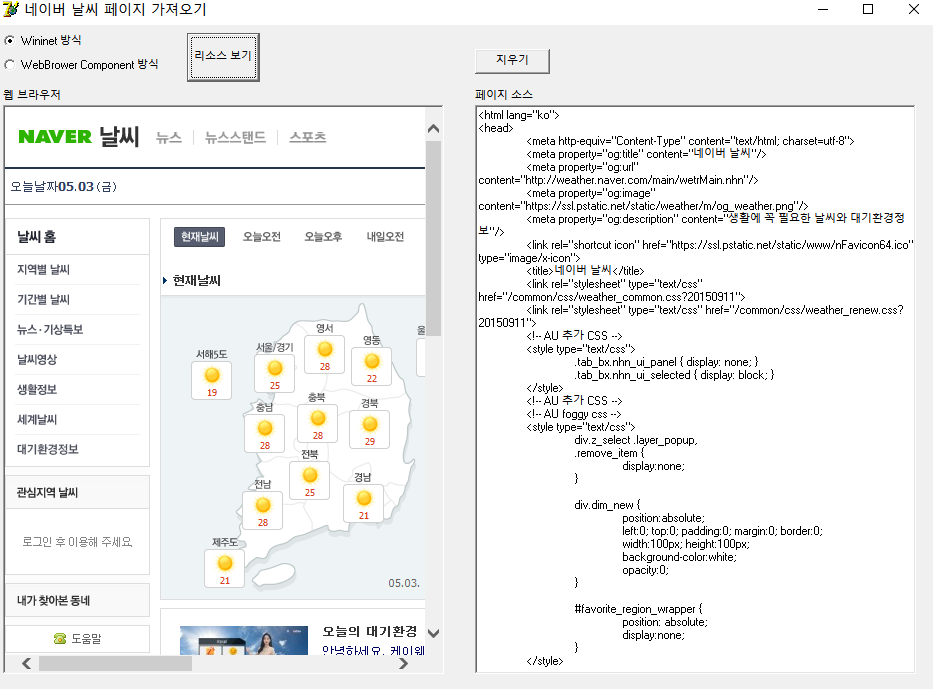 네이버 날씨 페이지 가져오기
Wininet 방식
WebBrower Component 방식
리소스 보기
지우기
웹 브라우저
페이지 소스
NAVER 날씨 뉴스 뉴스스탠드 스포츠
오늘날짜05.03 (금)
날씨 홈
지역별 날씨
기간별 날씨
뉴스·기상특보
날씨영상
생활정보
세계날씨
대기환경정보
관심지역 날씨
로그인 후 이용해 주세요.
내가 찾아본 동네
도움말
현재날씨 오늘오전 오늘오후 내일오전
현재날씨
서해5도
19
서울/경기
25
영서
28
영동
22
충남
28
충북
28
경북
29
전북
25
전남
28
경남
21
제주도
21
05.03.
오늘의 대기환경
안녕하세요. 케이웨
<html lang="ko">
<head>
<meta http-equiv="Content-Type" content="text/html; charset=utf-8">
<meta property="og:title" content="네이버 날씨"/>
<meta property="og:url"
content="http://weather.naver.com/main/wetrMain.nhn"/>
<meta property="og:image"
content="https://ssl.pstatic.net/static/weather/m/og_weather.png"/>
<meta property="og:description" content="생활에 꼭 필요한 날씨와 대기환경정
보"/>
<link rel="shortcut icon" href="https://ssl.pstatic.net/static/www/nFavicon64.ico"
type="image/x-icon">
<title>네이버 날씨</title>
<link rel="stylesheet" type="text/css"
href="/common/css/weather_common.css?20150911">
<link rel="stylesheet" type="text/css" href="/common/css/weather_renew.css?
20150911">
<!-- AU 추가 CSS -->
<style type="text/css">
.tab_bx.nhn_ui_panel { display: none; }
.tab_bx.nhn_ui_selected { display: block; }
</style>
<!-- AU 추가 CSS -->
<!-- AU foggy css -->
<style type="text/css">
div.z_select .layer_popup,
.remove_item {
display:none;
}
div.dim_new {
position:absolute;
left:0; top:0; padding:0; margin:0; border:0;
width:100px; height:100px;
background-color:white;
opacity:0;
}
#favorite_region_wrapper {
position: absolute;
display:none;
}
</style>